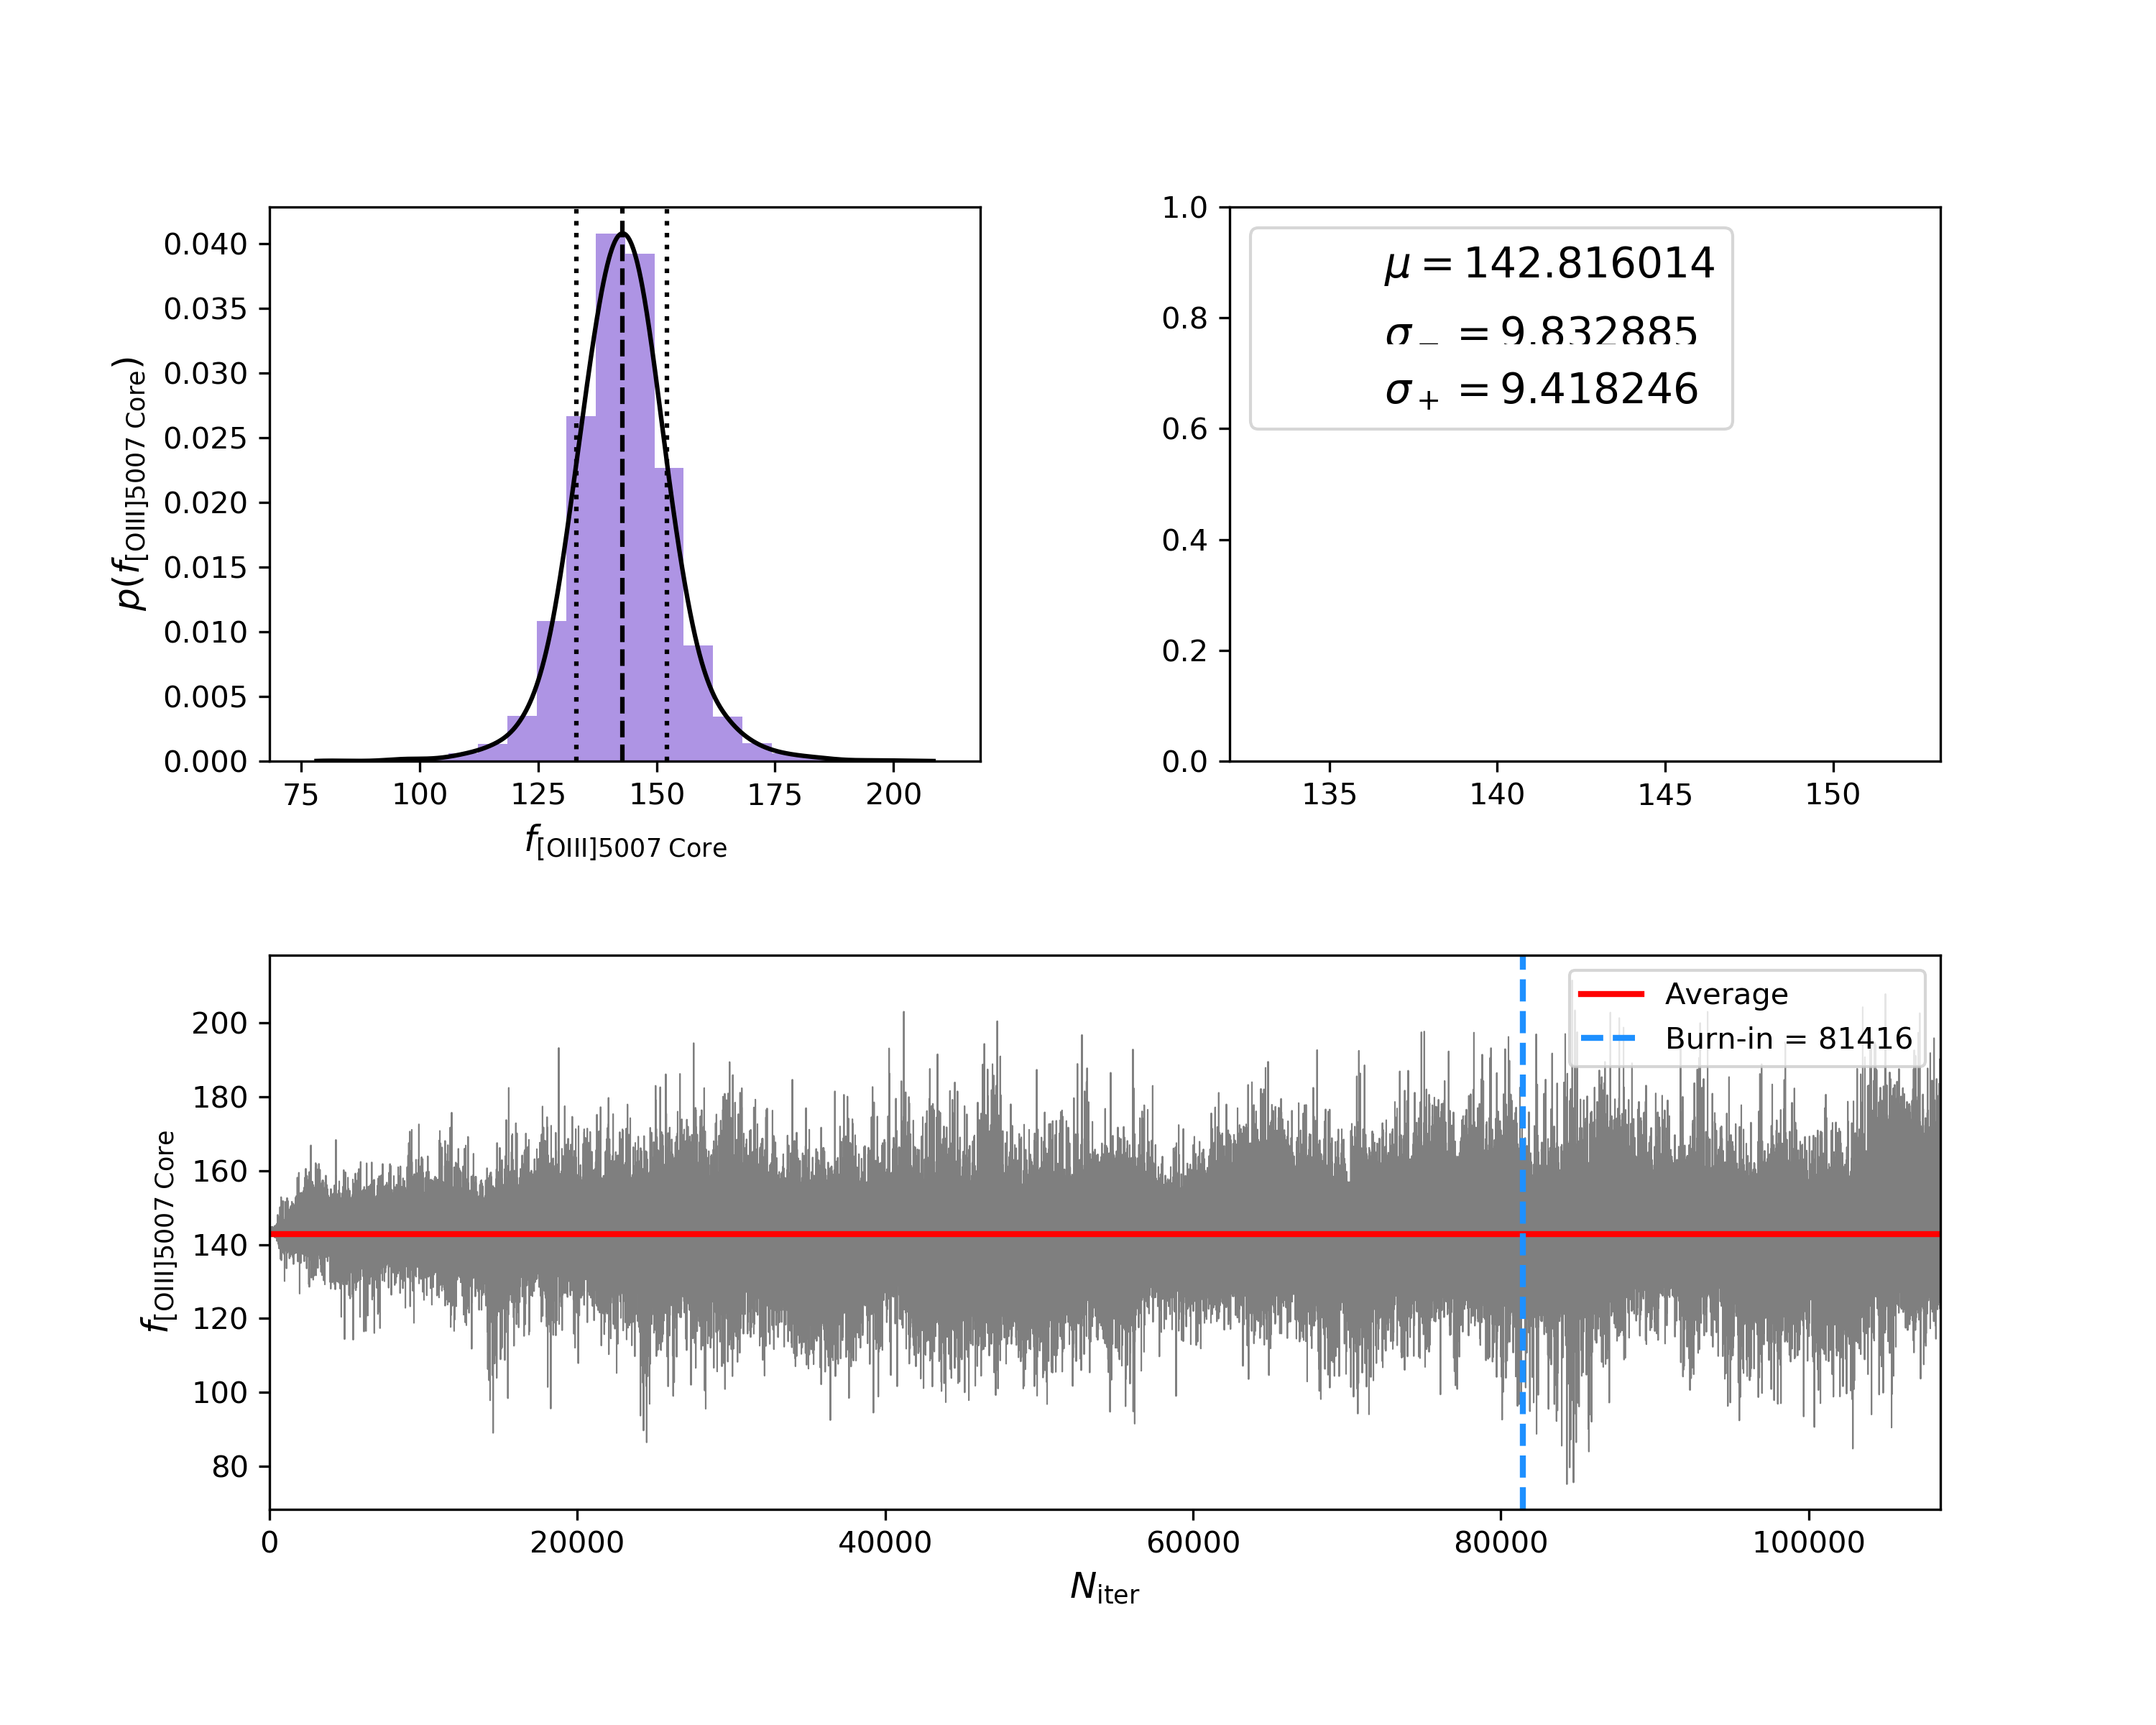 0.040
0.035
0.030
0.025
0.020
0.015
0.010
0.005
0.000
p(f[OIII]5007 Core)
75 100 125 150 175 200
f[OIII]5007 Core
1.0
0.8
0.6
0.4
0.2
0.0
μ = 142.816014
σ− = 9.832885
σ+ = 9.418246
135 140 145 150
200
180
160
140
120
100
80
f[OIII]5007 Core
Average
Burn-in = 81416
0 20000 40000 60000 80000 100000
Niter